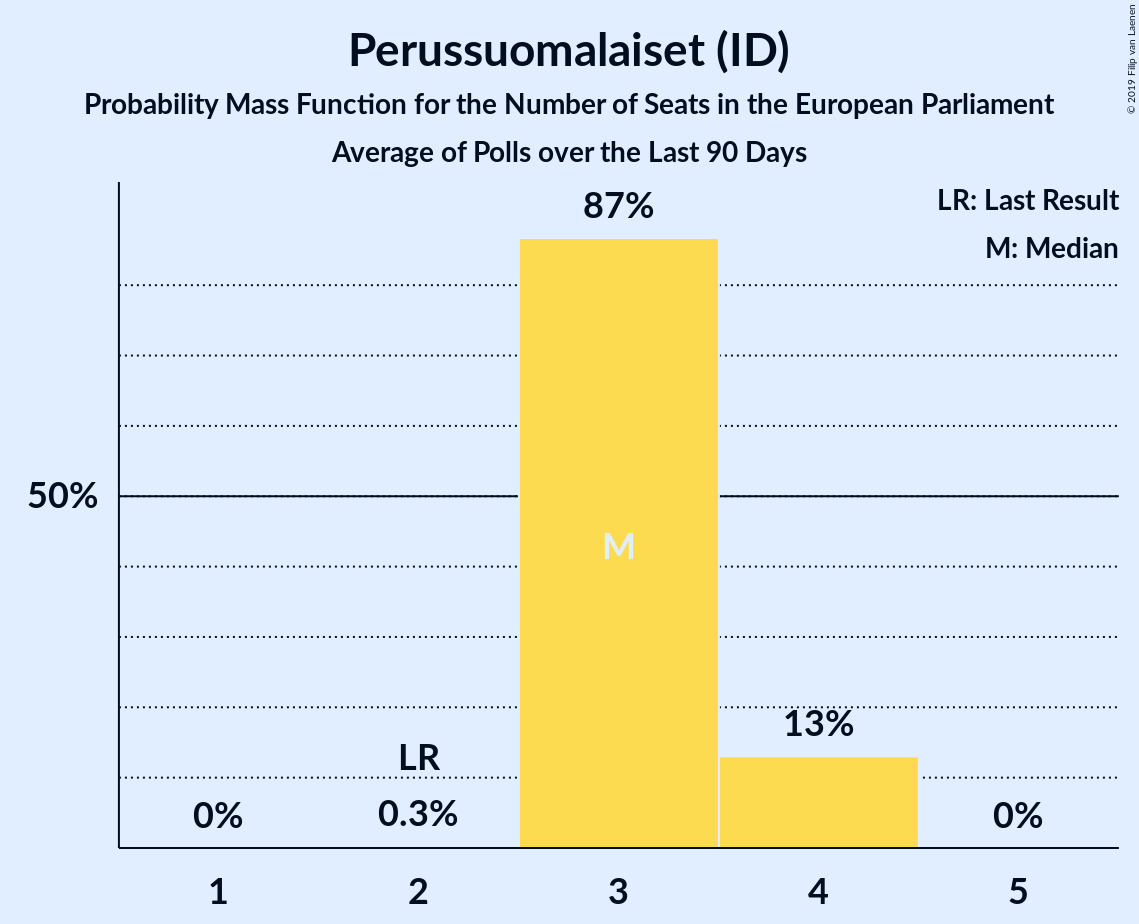 Perussuomalaiset (ID)
Probability Mass Function for the Number of Seats in the European Parliament
Average of Polls over the Last 90 Days
© 2019 Filip van Laenen
LR: Last Result
M: Median
87%
50%
M
13%
LR
0%
0.3%
0%
1
2
3
4
5